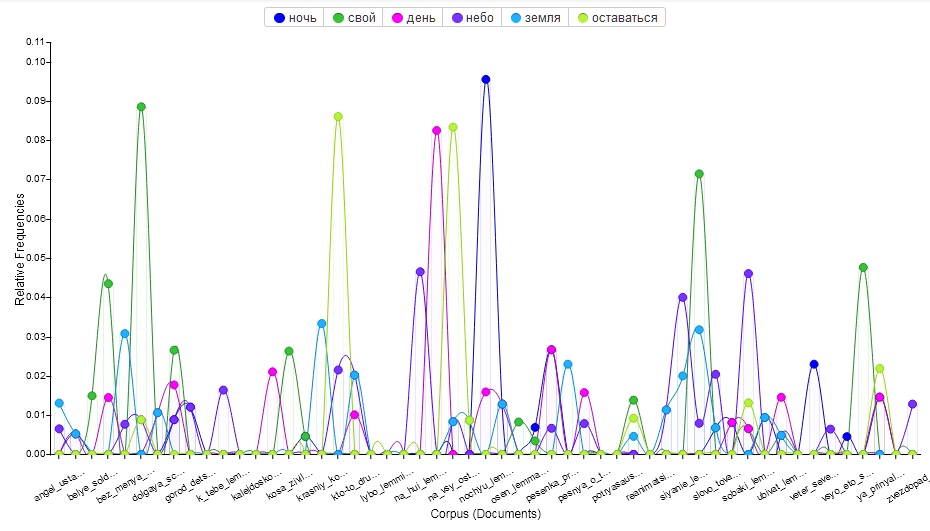 ночь свой день небо земля оставаться
0.11
0.10
0.09
0.08
0.07
0.06
0.05
0.04
0.03
0.02
0.01
0.00
Relative Frequencies
angel_usta...
belye_sold...
bez_menya_...
dolgaya_sc...
gorod_dets...
k_tebe_lem...
kalejdosko...
kosa_zivl...
krasniy_ko...
kto-to_dru...
lybo_lemmi...
na_hui_lem...
na_vsy_ost...
nochyu_lem...
osen_lemma...
pesenka_pr...
pesnya_o_t...
potryasaus...
reanimatsi...
siyanie_le...
slovo_tova...
sobaki_lem...
ubivat_lem...
veter_seve...
vsyo_eto_s...
ya_prinyal...
zvezdopad_...
Corpus (Documents)